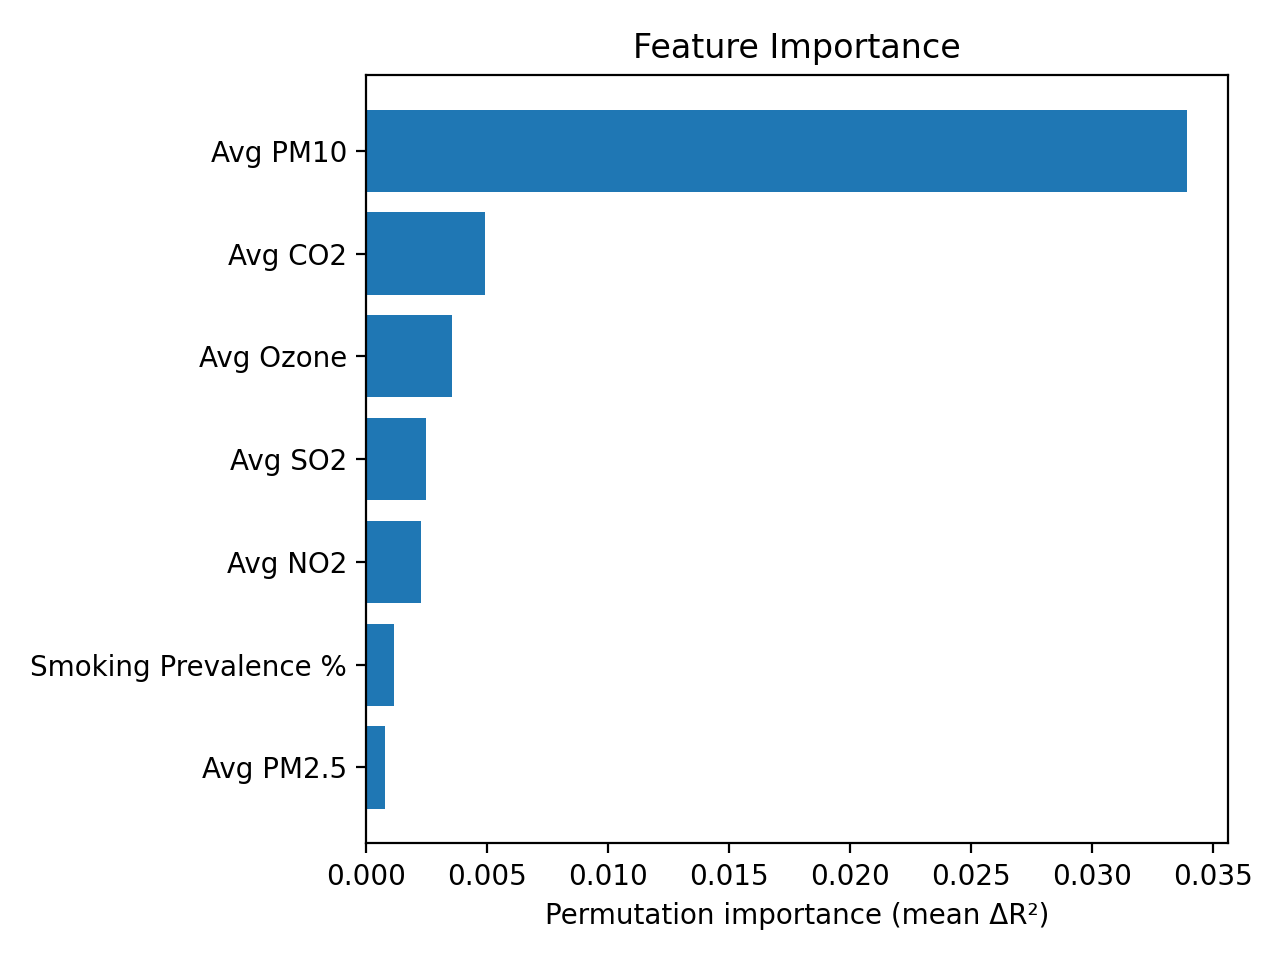 Feature Importance
Avg PM10
Avg CO2
Avg Ozone
Avg SO2
Avg NO2
Smoking Prevalence %
Avg PM2.5
0.000 0.005 0.010 0.015 0.020 0.025 0.030 0.035
Permutation importance (mean ΔR²)